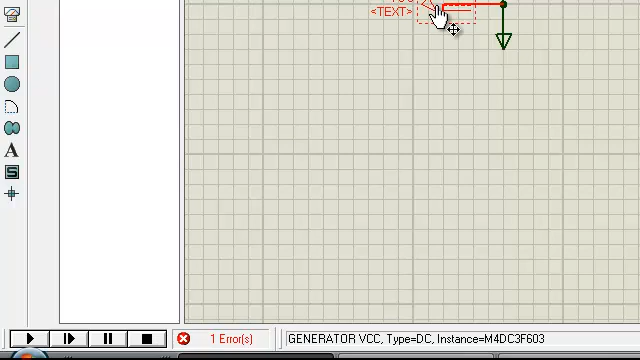 <TEXT>
A
S
1 Error(s)
GENERATOR VCC, Type=DC, Instance=M4DC3F603